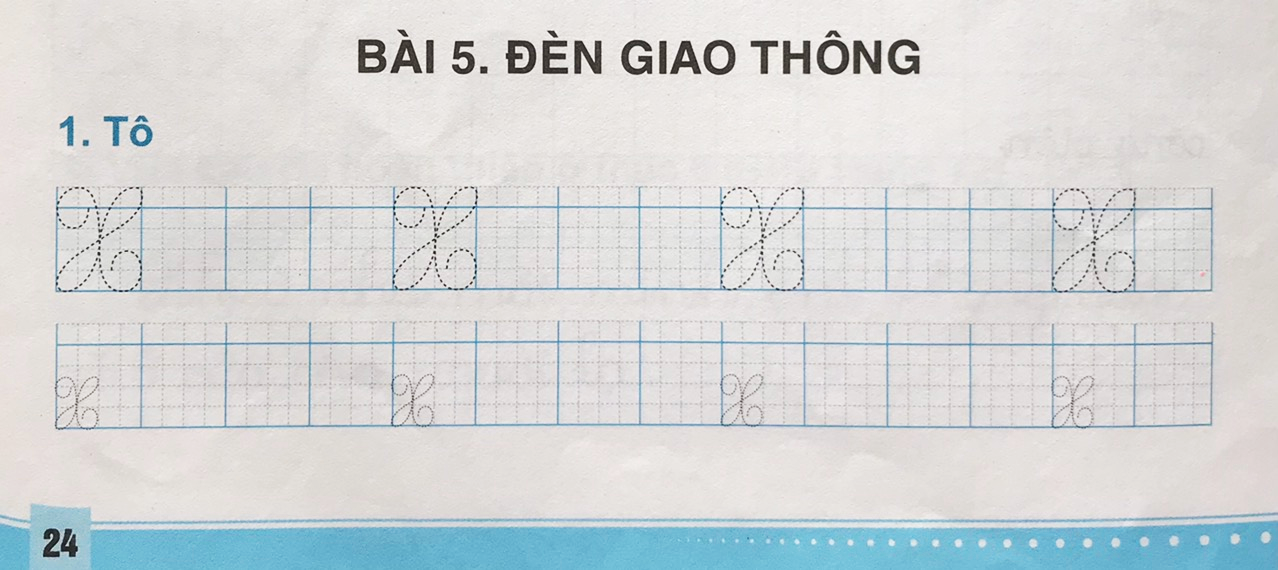 BÀI 5. ĐÈN GIAO THÔNG
1. Tô
X X X X
X X X X
24